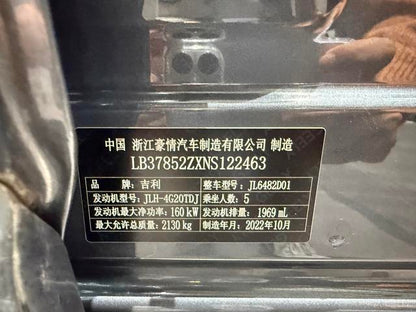 中国 浙江豪情汽车制造有限公司 制造
LB37852ZXNS122463
品 牌：吉利 整车型号：JL6482D01
发动机型号：JLH-4G20TDJ 乘坐人数：5
发动机最大净功率：160 kW 发动机排量：1969 mL
最大允许总质量：2130 kg 制造年月：2022年10月